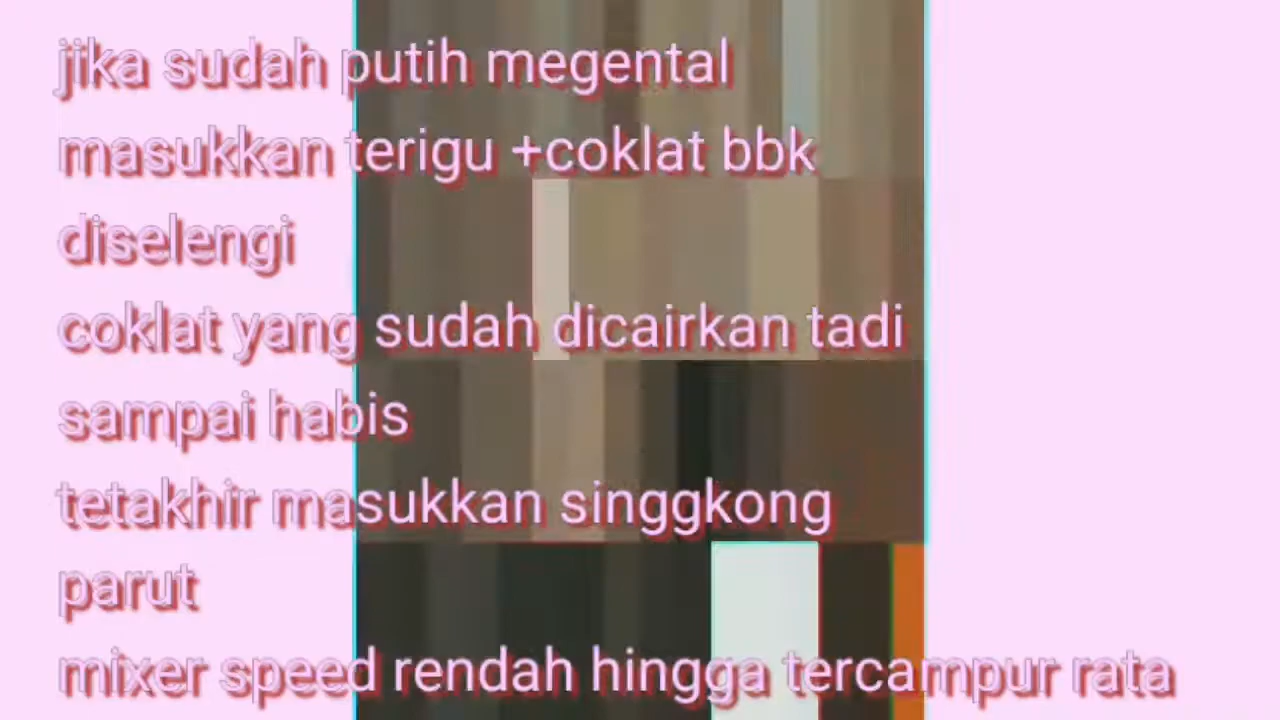 jika sudah putih megental
masukkan terigu +coklat bbk
diselengi
coklat yang sudah dicairkan tadi
sampai habis
tetakhir masukkan singgkong
parut
mixer speed rendah hingga tercampur rata